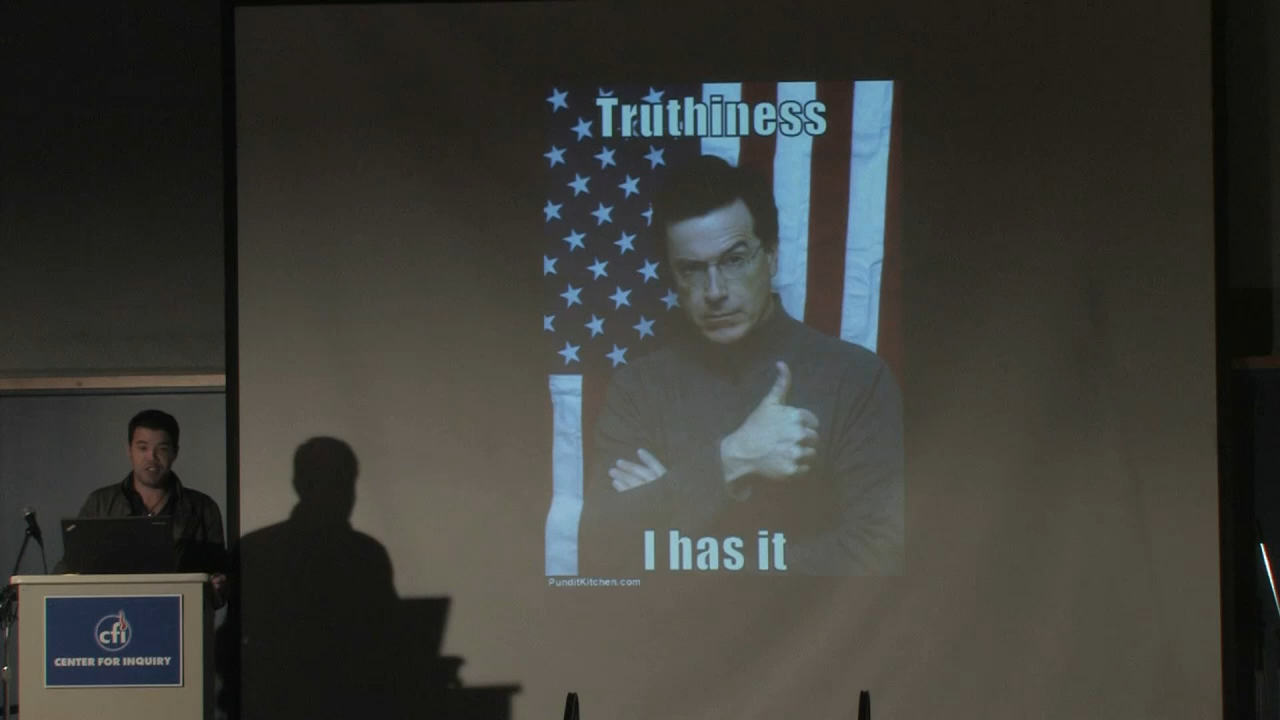 Truthiness
I has it
PunditKitchen.com
cfi
CENTER FOR INQUIRY